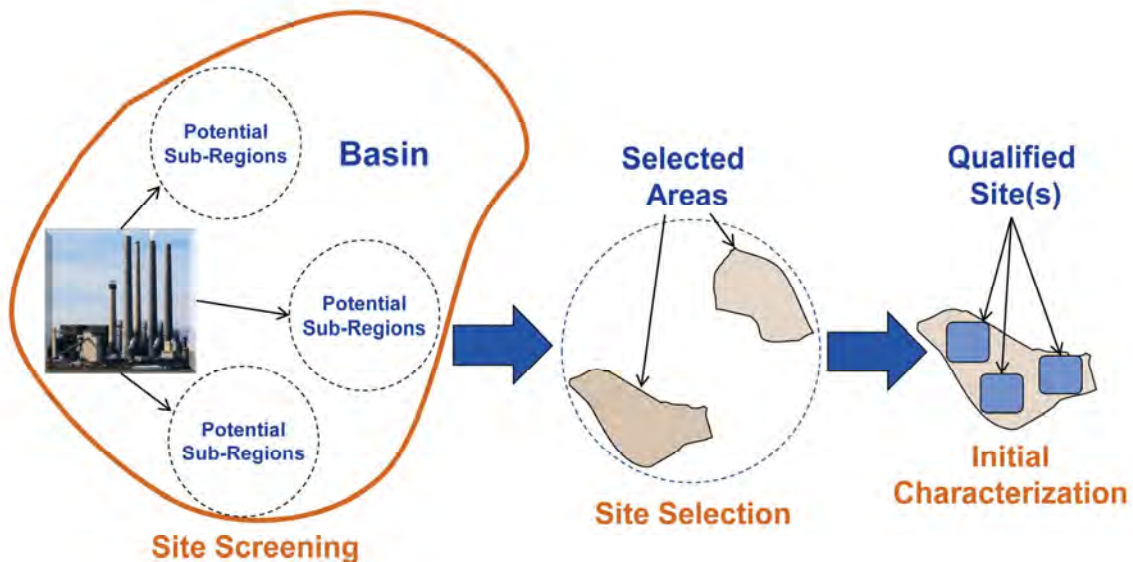 Potential
Sub-Regions
Basin
Potential
Sub-Regions
Potential
Sub-Regions
Site Screening
Selected
Areas
Site Selection
Qualified
Site(s)
Initial
Characterization